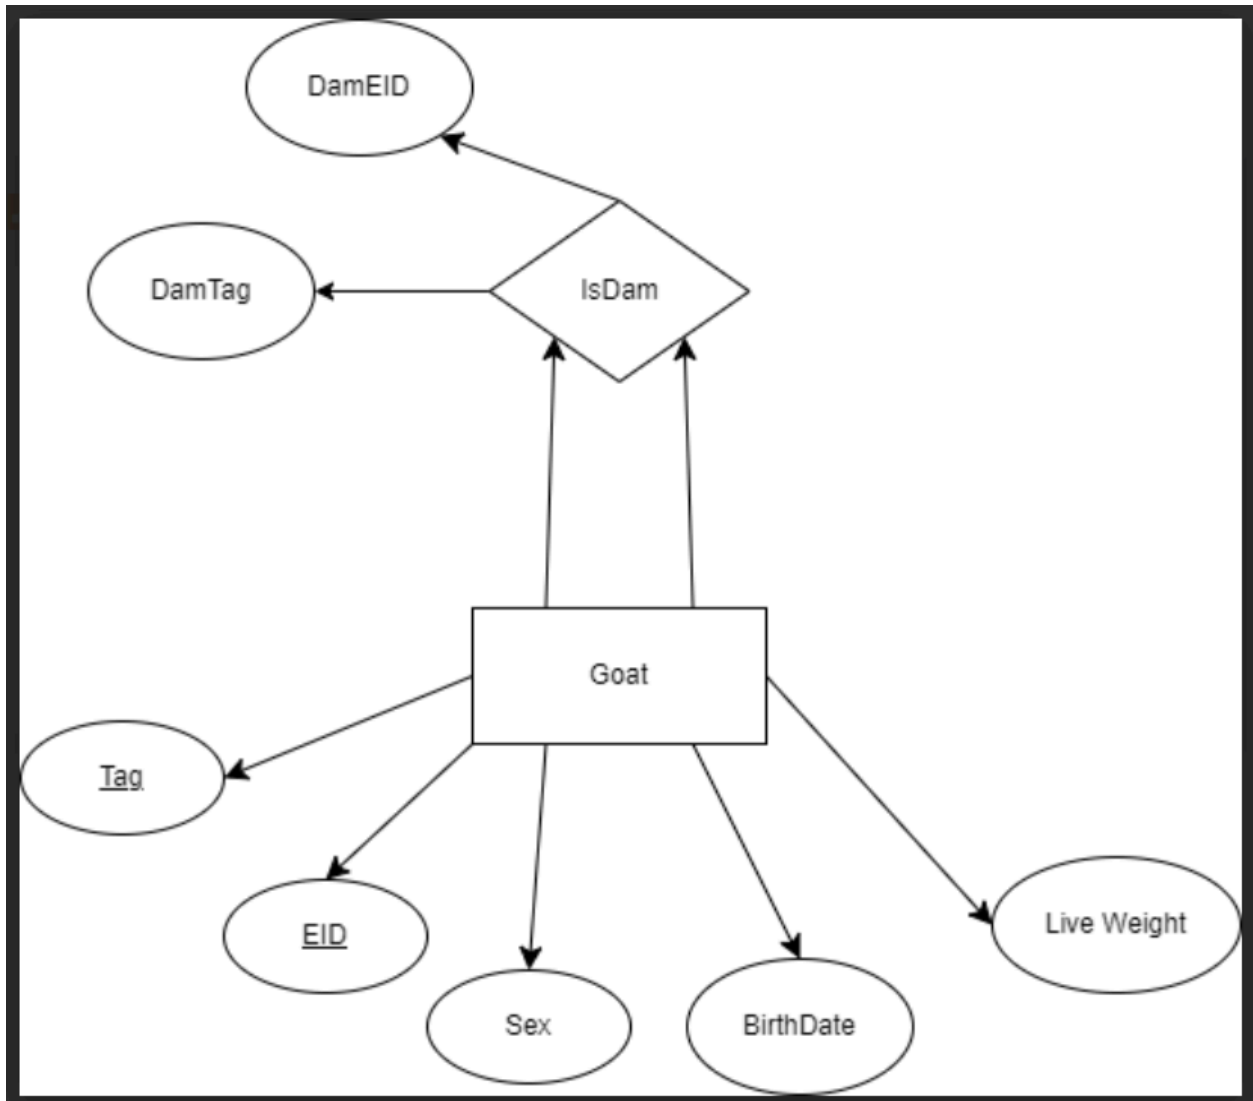 DamEID
DamTag
IsDam
Goat
Tag
EID
Sex
BirthDate
Live Weight